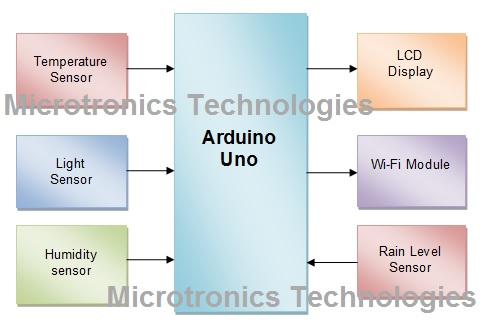 Temperature
Sensor
LCD
Display
Microtronics Technologies
Arduino
Uno
Light
Sensor
Wi-Fi Module
Humidity
sensor
Rain Level
Sensor
Microtronics Technologies